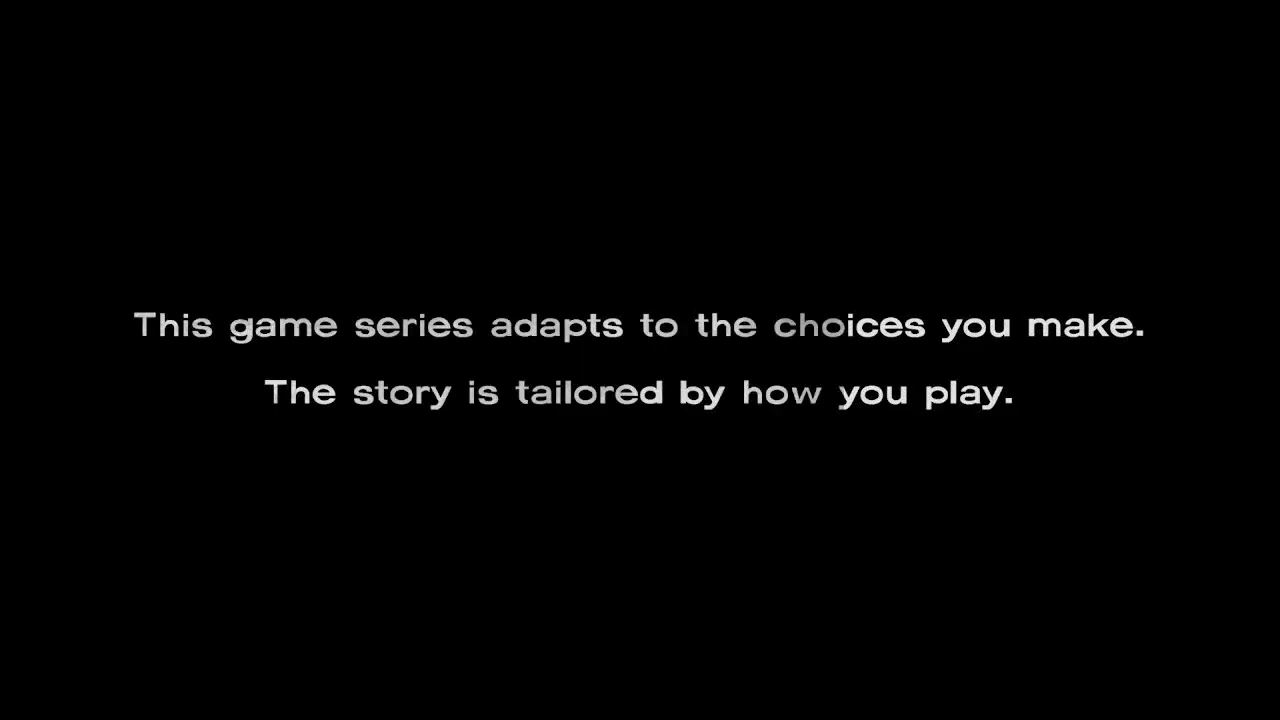 This game series adapts to the choices you make.
The story is tailored by how you play.